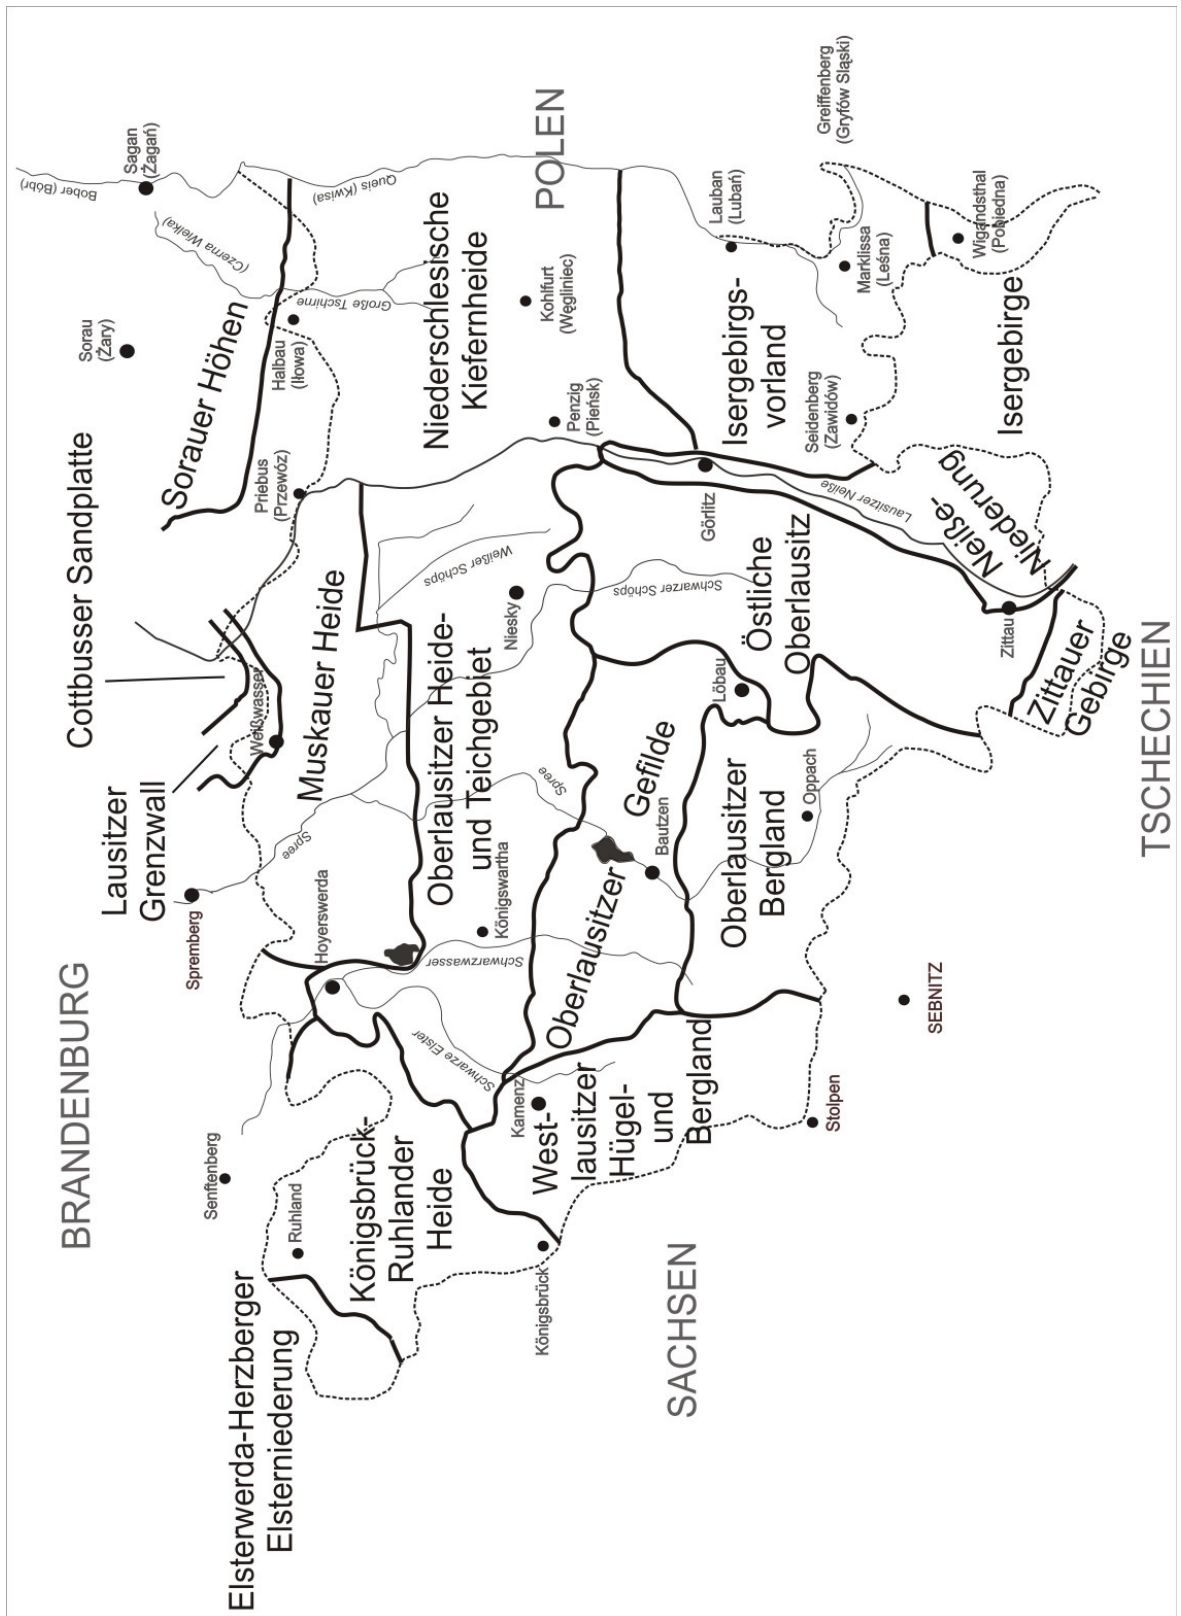 BRANDENBURG
POLEN
SACHSEN
TSCHECHIEN
Elsterwerda-Herzberger
Elsterniederung
Königsbrück-
Ruhlander
Heide
Lausitzer
Grenzwall
Cottbusser Sandplatte
Muskauer Heide
Sorauer Höhen
Niederschlesische
Kiefernheide
Oberlausitzer Heide-
und Teichgebiet
West-
lausitzer
Hügel-
und
Bergland
Oberlausitzer
Gefilde
Oberlausitzer
Bergland
Östliche
Oberlausitz
Isergebirgs-
vorland
Isergebirge
Neiße-
Niederung
Zittauer
Gebirge
Senftenberg
Ruhland
Königsbrück
Kamenz
Hoyerswerda
Spremberg
Weißwasser
Königswartha
Bautzen
Niesky
Löbau
Oppach
Görlitz
Zittau
Stolpen
SEBNITZ
Priebus
(Przewóz)
Sorau
(Żary)
Sagan
(Żagań)
Halbau
(Iłowa)
Kohlfurt
(Węgliniec)
Penzig
(Pieńsk)
Lauban
(Lubań)
Seidenberg
(Zawidów)
Marklissa
(Leśna)
Greiffenberg
(Gryfów Sląski)
Wigandsthal
(Pobiedna)
Bober (Bóbr)
(Czerna Wielka)
Große Tschirne
Queis (Kwisa)
Spree
Spree
Schwarze Elster
Schwarzwasser
Weißer Schöps
Schwarzer Schöps
Lausitzer Neiße